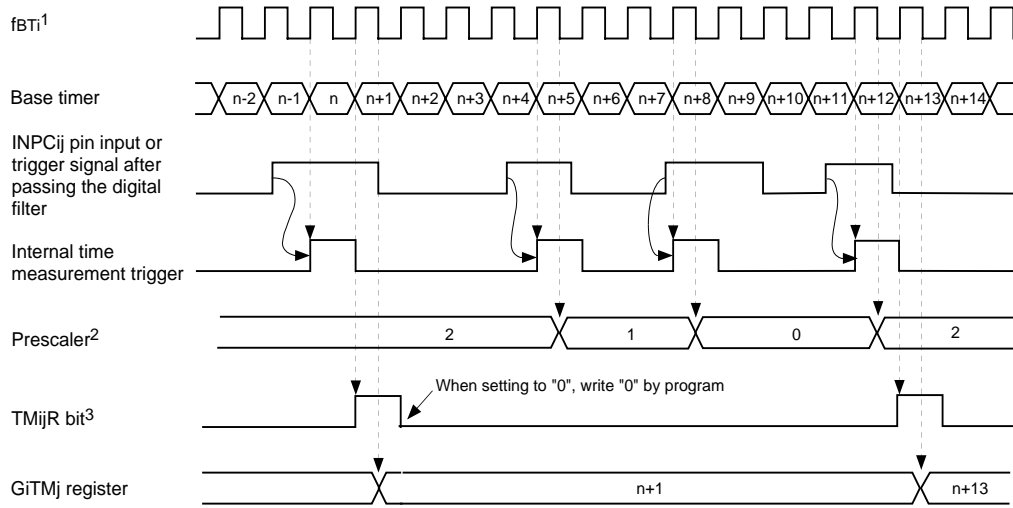 fBTi1
Base timer
n-2 n-1 n n+1 n+2 n+3 n+4 n+5 n+6 n+7 n+8 n+9 n+10 n+11 n+12 n+13 n+14
INPCij pin input or
trigger signal after
passing the digital
filter
Internal time
measurement trigger
Prescaler2
2 1 0 2
When setting to "0", write "0" by program
TMijR bit3
GiTMj register
n+1 n+13